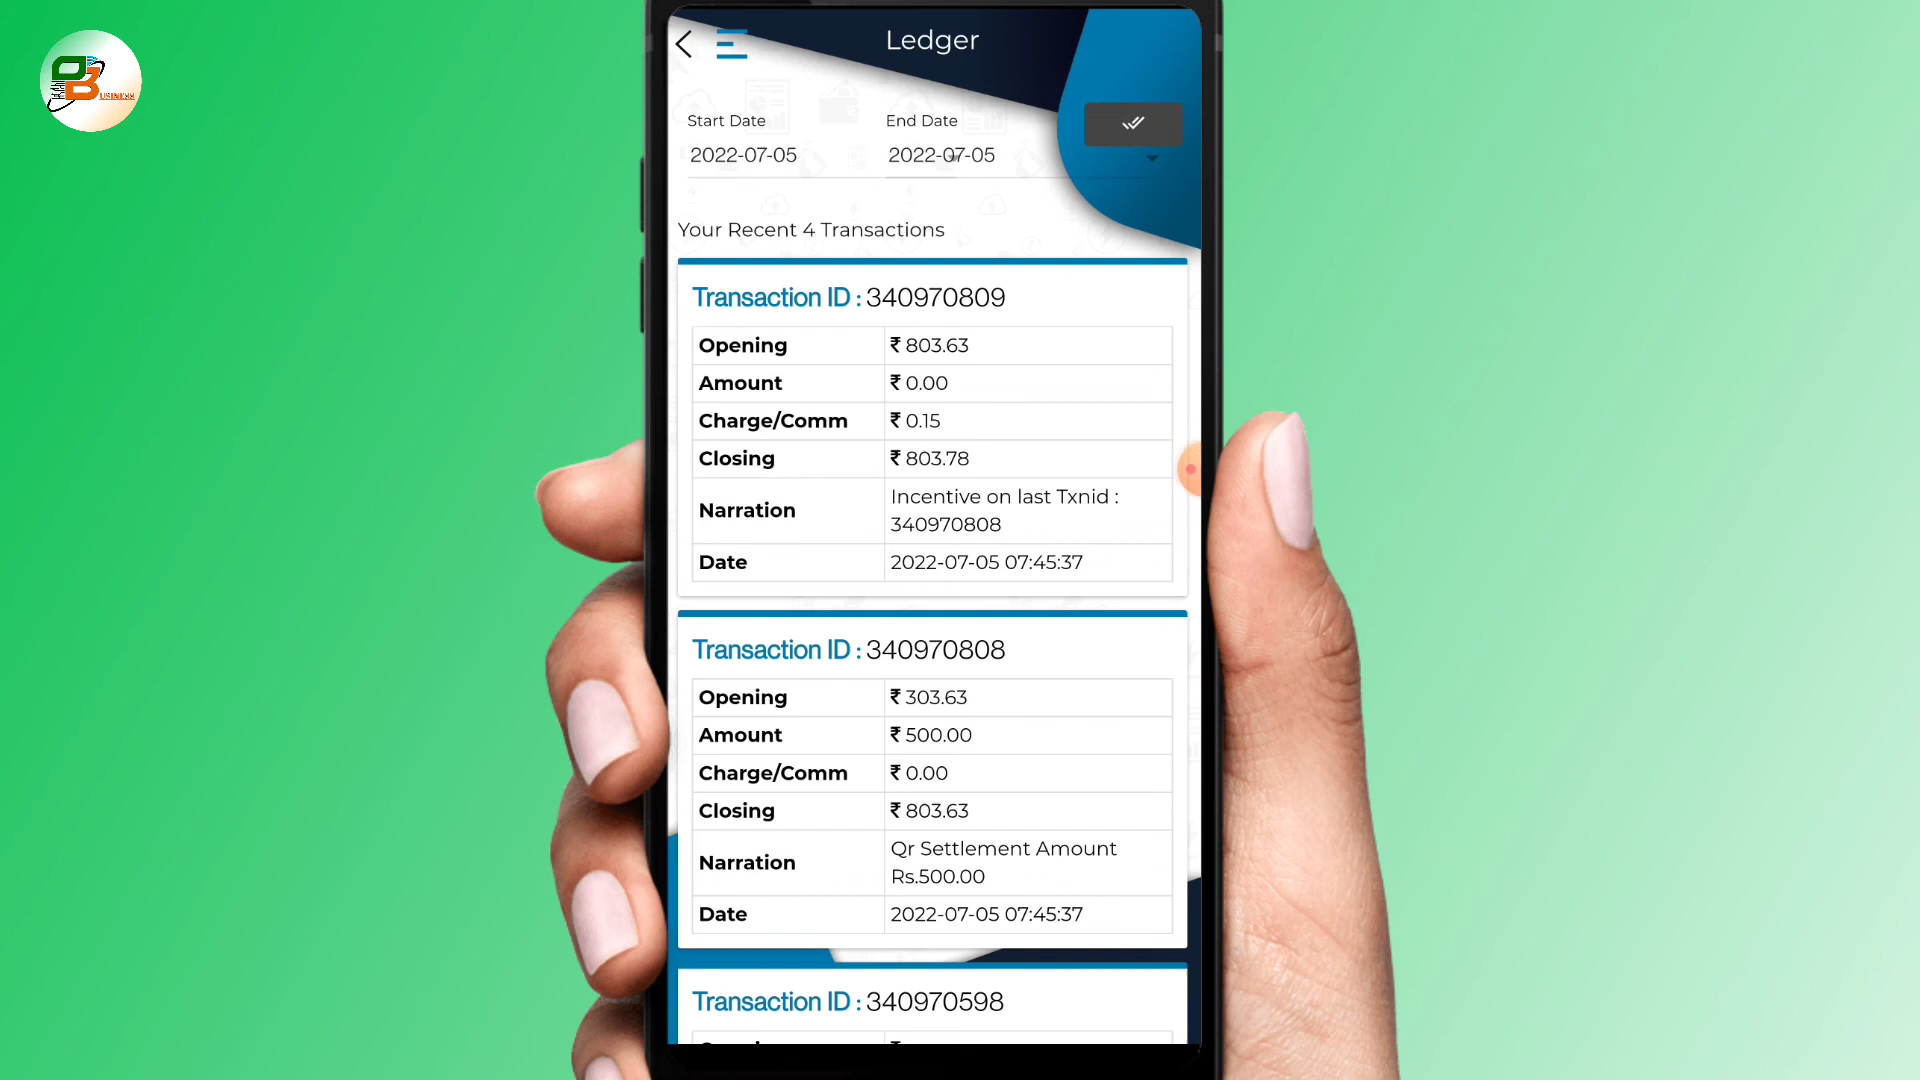 USINESS
Ledger
Start Date End Date
2022-07-05 2022-07-05
Your Recent 4 Transactions
Transaction ID : 340970809
Opening ₹ 803.63
Amount ₹ 0.00
Charge/Comm ₹ 0.15
Closing ₹ 803.78
Narration Incentive on last Txnid :
340970808
Date 2022-07-05 07:45:37
Transaction ID : 340970808
Opening ₹ 303.63
Amount ₹ 500.00
Charge/Comm ₹ 0.00
Closing ₹ 803.63
Narration Qr Settlement Amount
Rs.500.00
Date 2022-07-05 07:45:37
Transaction ID : 340970598